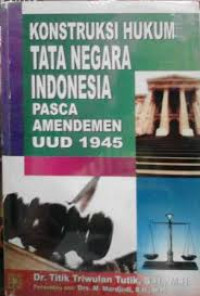 KONSTRUKSI HUKUM
TATA NEGARA
INDONESIA
PASCA
AMENDEMEN
UUD 1945
Dr. Titik Triwulan Tutik, S.H., M.H